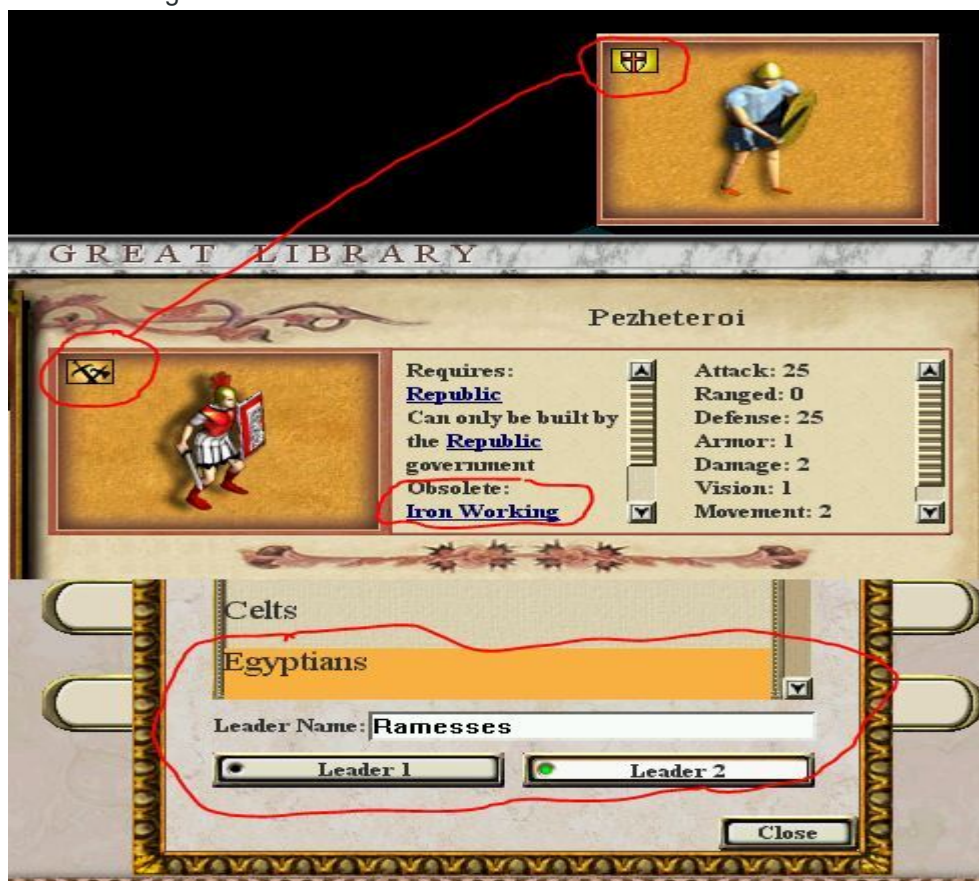 GREAT LIBRARY
Pezheteroi
Requires:
Republic
Can only be built by
the Republic
government
Obsolete:
Iron Working
Attack: 25
Ranged: 0
Defense: 25
Armor: 1
Damage: 2
Vision: 1
Movement: 2
Celts
Egyptians
Leader Name: Ramesses
Leader 1
Leader 2
Close